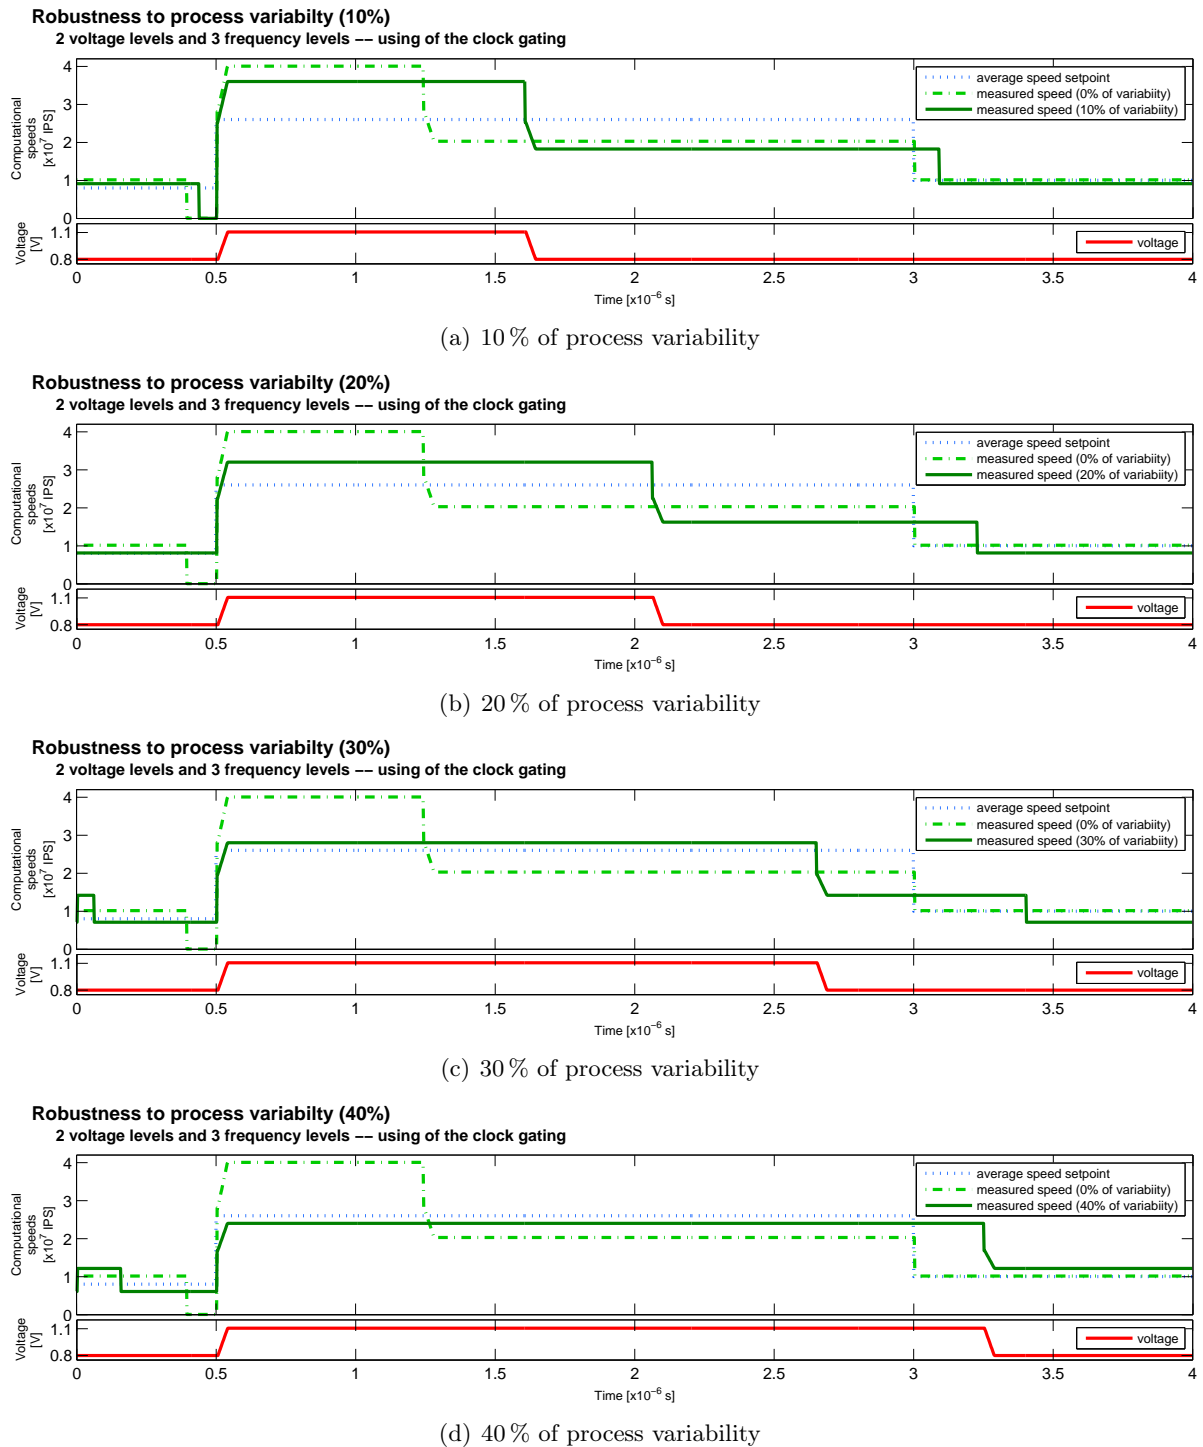 Robustness to process variabilty (10%)
2 voltage levels and 3 frequency levels −− using of the clock gating
Computational
speeds
[x10⁷ IPS]
4
3
2
1
0
average speed setpoint
measured speed (0% of variabiity)
measured speed (10% of variabiity)
Voltage
[V]
1.1
0.8
voltage
0 0.5 1 1.5 2 2.5 3 3.5 4
Time [x10⁻⁶ s]
(a) 10 % of process variability
Robustness to process variabilty (20%)
2 voltage levels and 3 frequency levels −− using of the clock gating
Computational
speeds
[x10⁷ IPS]
4
3
2
1
0
average speed setpoint
measured speed (0% of variabiity)
measured speed (20% of variabiity)
Voltage
[V]
1.1
0.8
voltage
0 0.5 1 1.5 2 2.5 3 3.5 4
Time [x10⁻⁶ s]
(b) 20 % of process variability
Robustness to process variabilty (30%)
2 voltage levels and 3 frequency levels −− using of the clock gating
Computational
speeds
[x10⁷ IPS]
4
3
2
1
0
average speed setpoint
measured speed (0% of variabiity)
measured speed (30% of variabiity)
Voltage
[V]
1.1
0.8
voltage
0 0.5 1 1.5 2 2.5 3 3.5 4
Time [x10⁻⁶ s]
(c) 30 % of process variability
Robustness to process variabilty (40%)
2 voltage levels and 3 frequency levels −− using of the clock gating
Computational
speeds
[x10⁷ IPS]
4
3
2
1
0
average speed setpoint
measured speed (0% of variabiity)
measured speed (40% of variabiity)
Voltage
[V]
1.1
0.8
voltage
0 0.5 1 1.5 2 2.5 3 3.5 4
Time [x10⁻⁶ s]
(d) 40 % of process variability